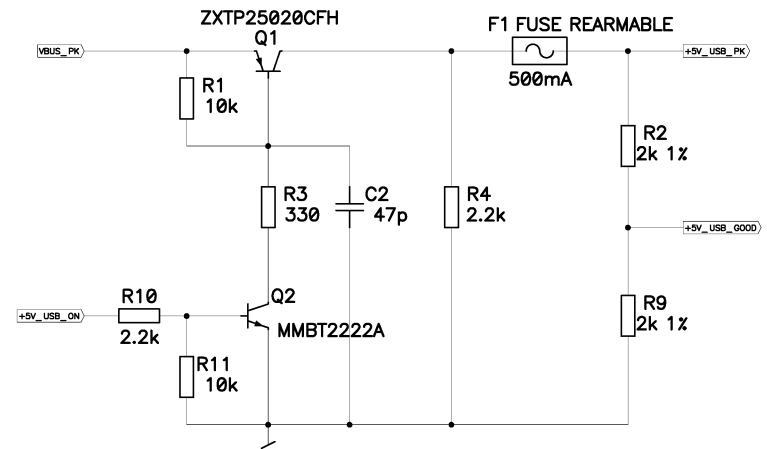 ZXTP25020CFH
Q1
F1 FUSE REARMABLE
VBUS_PK
+5V_USB_PK
500mA
R1
10k
R2
2k 1%
R3
330
C2
47p
R4
2.2k
+5V_USB_GOOD
R10
Q2
R9
+5V_USB_ON
2k 1%
2.2k
MMBT2222A
R11
10k